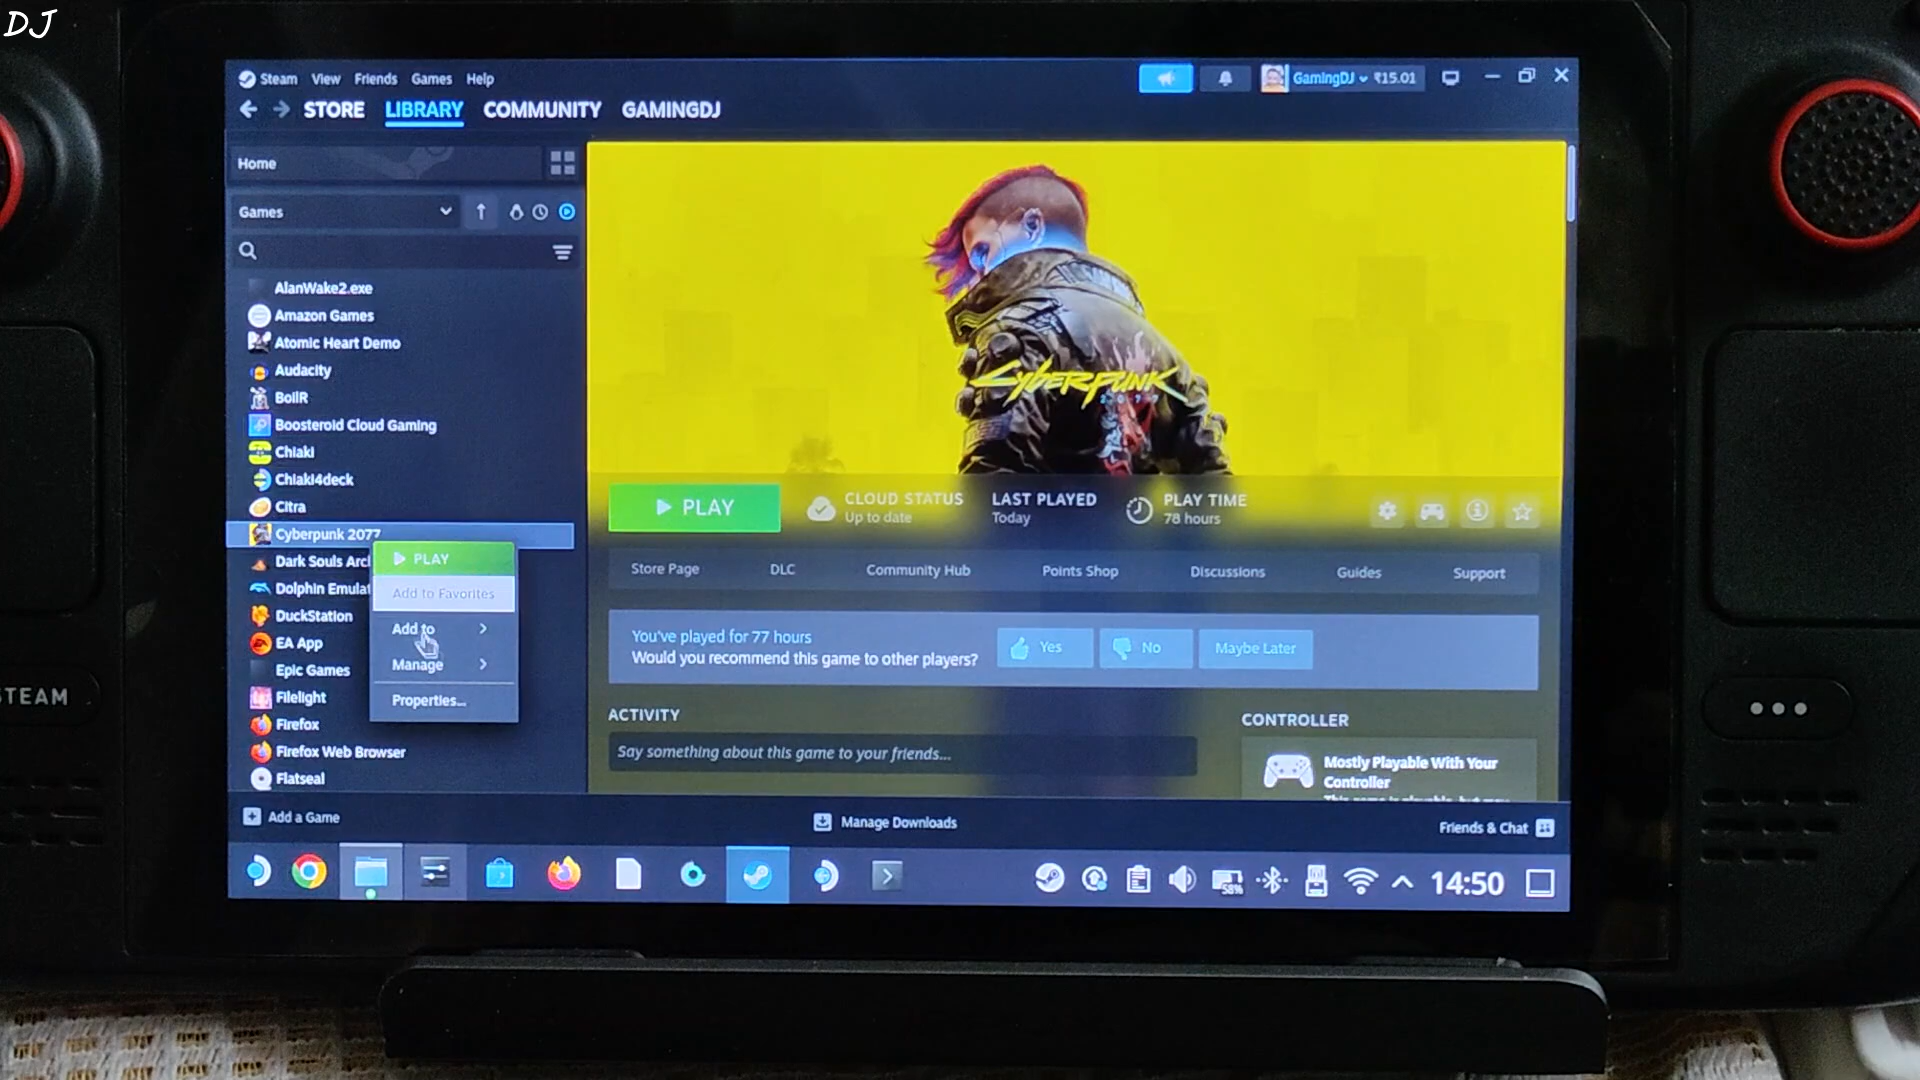 DJ
Steam View Friends Games Help
GamingDJ ₹15.01
STORE LIBRARY COMMUNITY GAMINGDJ
Home
Games
AlanWake2.exe
Amazon Games
Atomic Heart Demo
Audacity
BoilR
Boosteroid Cloud Gaming
Chiaki
Chiaki4deck
Citra
Cyberpunk 2077
Dark Souls Arc
Dolphin Emula
DuckStation
EA App
Epic Games
Filelight
Firefox
Firefox Web Browser
Flatseal
PLAY
Add to Favorites
Add to
Manage
Properties...
CYBERPUNK
2077
PLAY
CLOUD STATUS
Up to date
LAST PLAYED
Today
PLAY TIME
78 hours
Store Page DLC Community Hub Points Shop Discussions Guides Support
You've played for 77 hours
Would you recommend this game to other players?
Yes No Maybe Later
ACTIVITY
Say something about this game to your friends...
CONTROLLER
Mostly Playable With Your
Controller
Add a Game
Manage Downloads
Friends & Chat
58%
14:50
STEAM